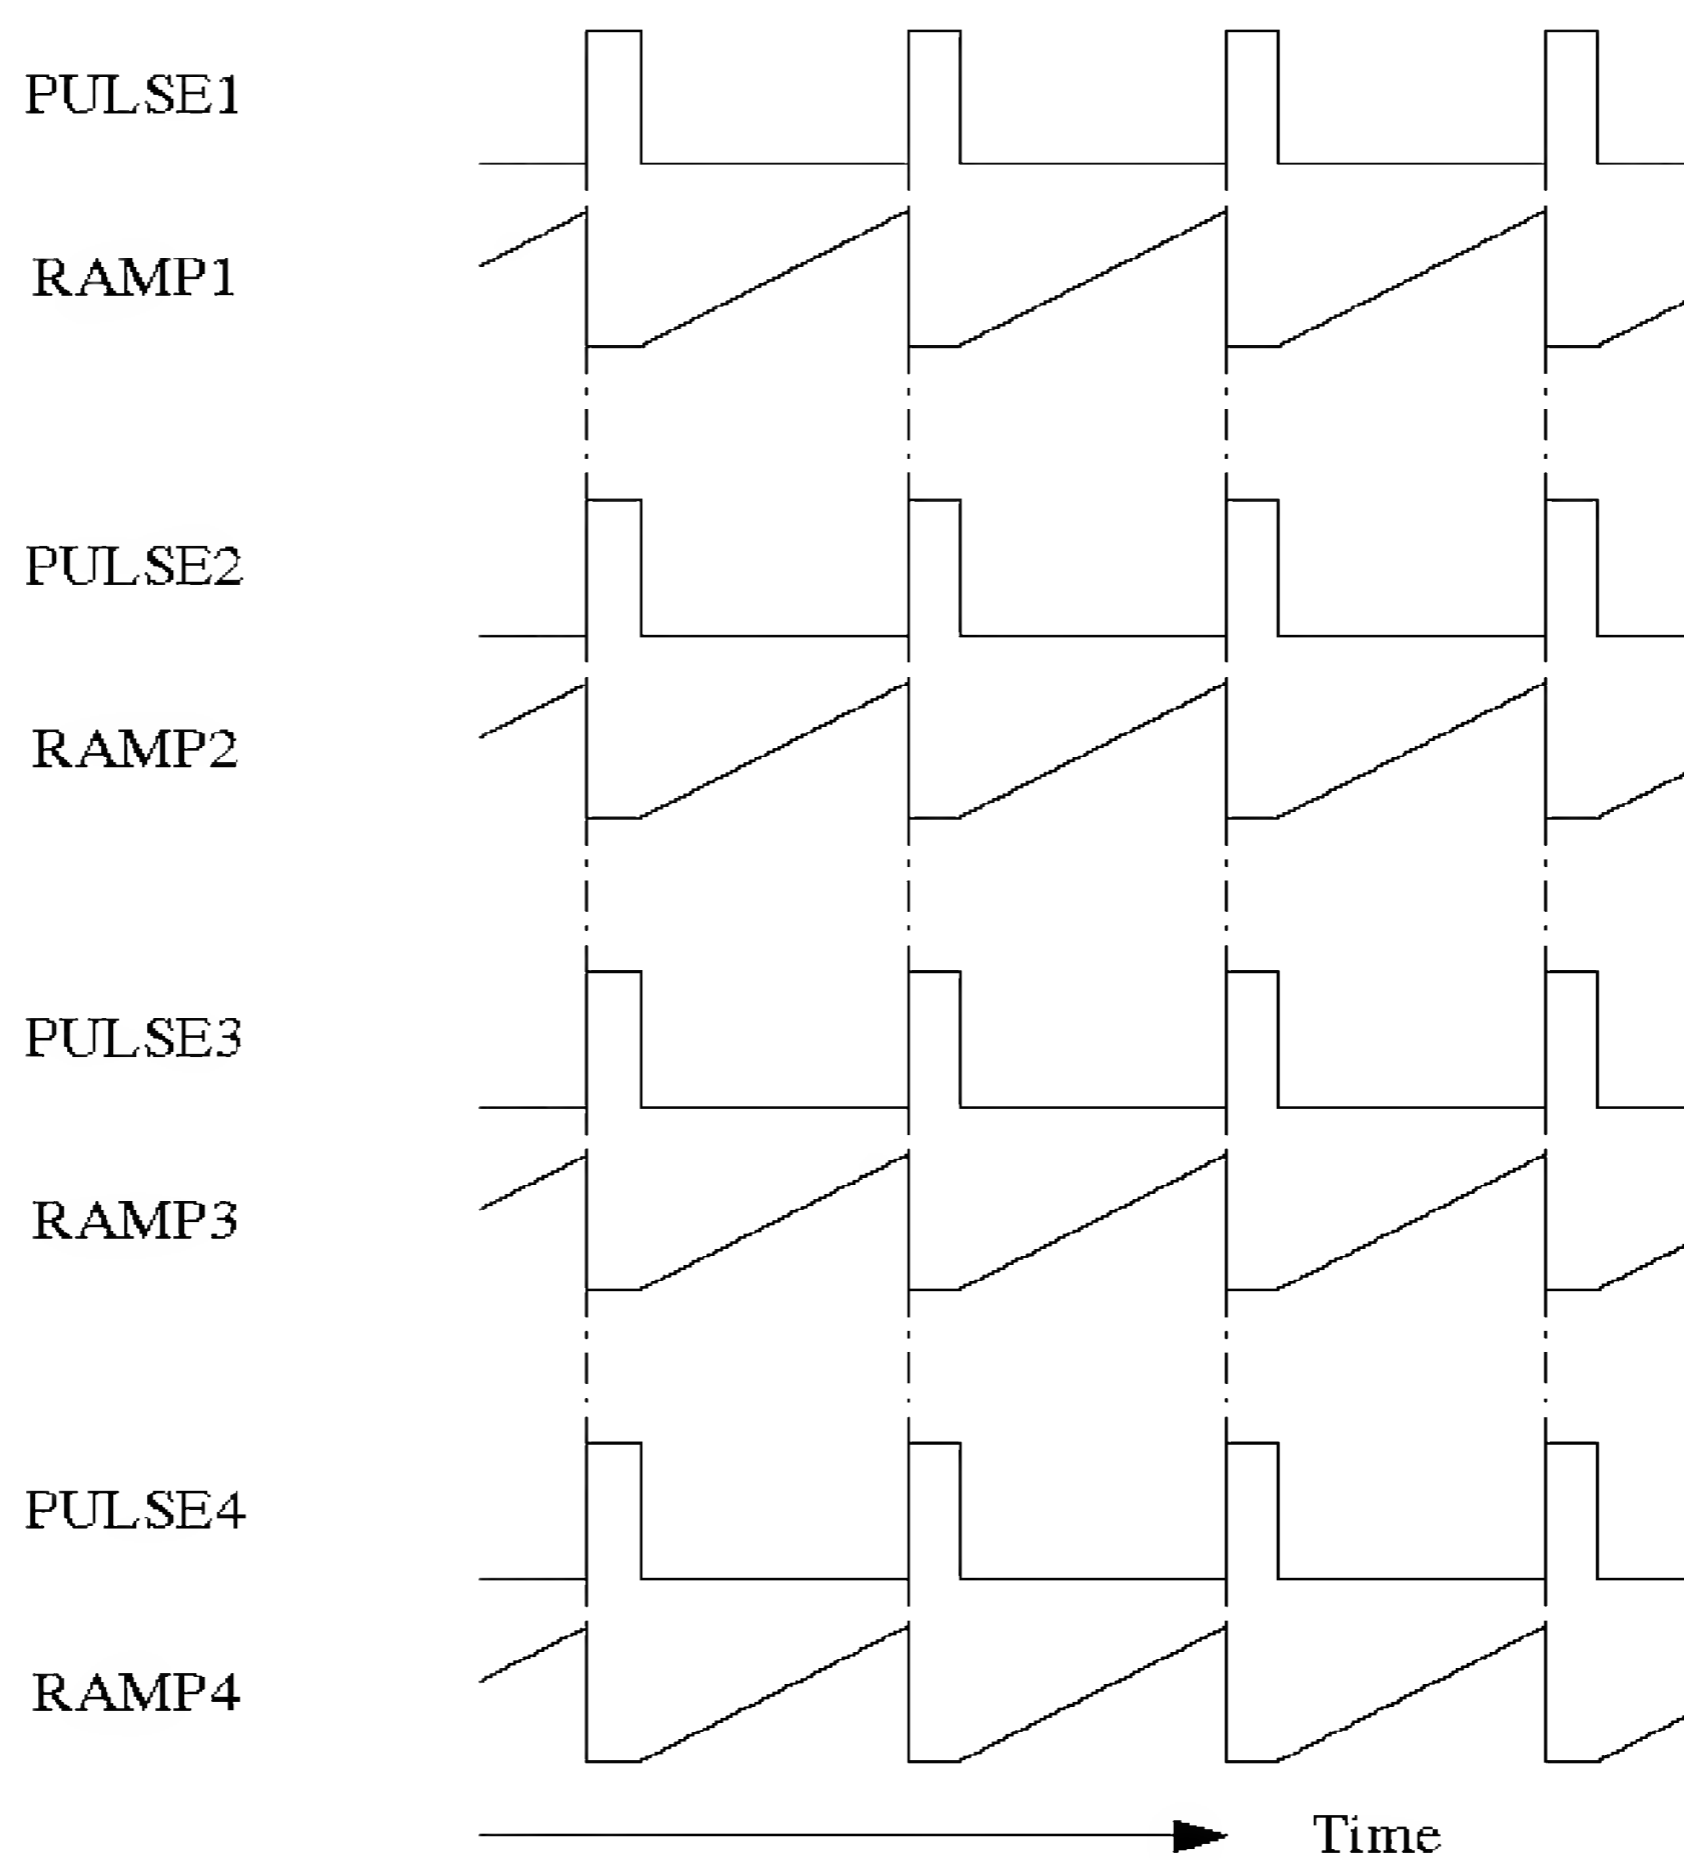 PULSE1
RAMP1
PULSE2
RAMP2
PULSE3
RAMP3
PULSE4
RAMP4
Time